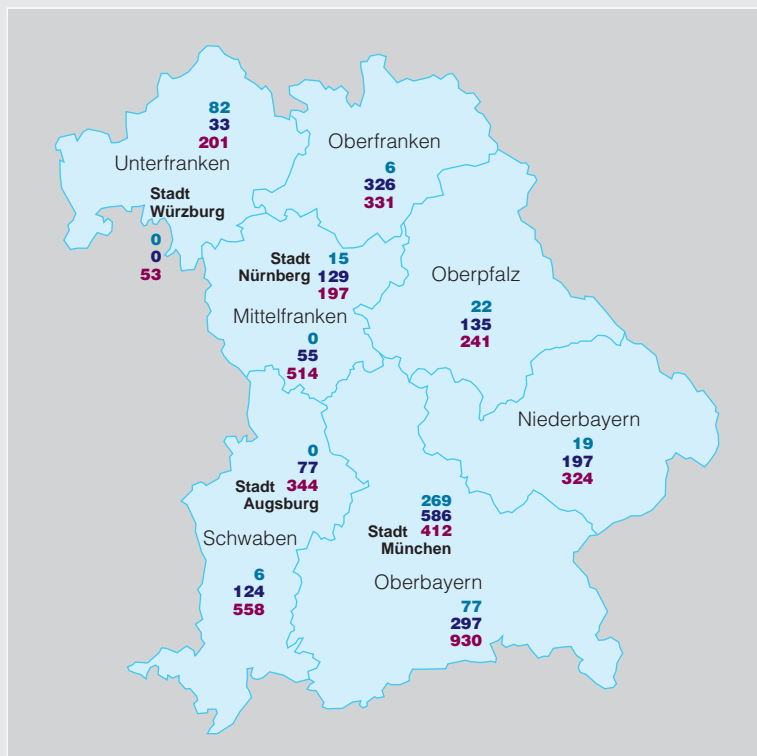 82
33
201
Unterfranken
Stadt
Würzburg
0
0
53
Oberfranken
6
326
331
Stadt 15
Nürnberg 129
197
Mittelfranken
0
55
514
Oberpfalz
22
135
241
Niederbayern
19
197
324
0
77
Stadt 344
Augsburg
Schwaben
6
124
558
269
586
Stadt 412
München
Oberbayern
77
297
930